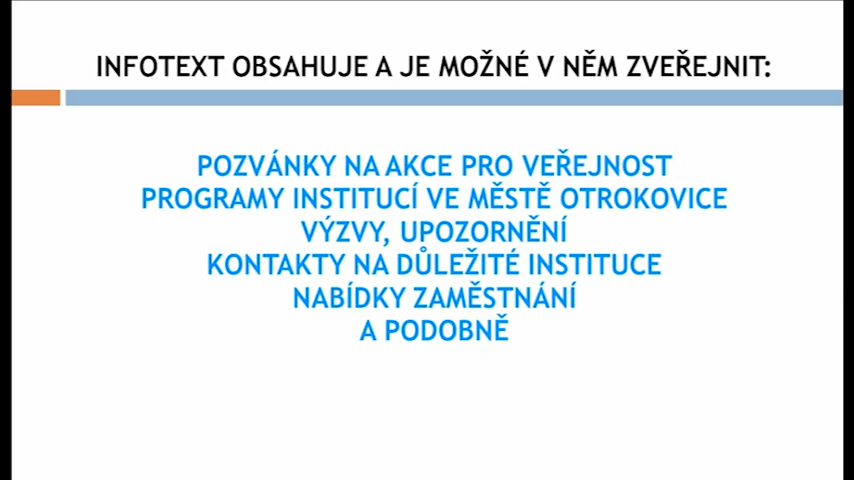 INFOTEXT OBSAHUJE A JE MOŽNÉ V NĚM ZVEŘEJNIT:
POZVÁNKY NA AKCE PRO VEŘEJNOST
PROGRAMY INSTITUCÍ VE MĚSTĚ OTROKOVICE
VÝZVY, UPOZORNĚNÍ
KONTAKTY NA DŮLEŽITÉ INSTITUCE
NABÍDKY ZAMĚSTNÁNÍ
A PODOBNĚ